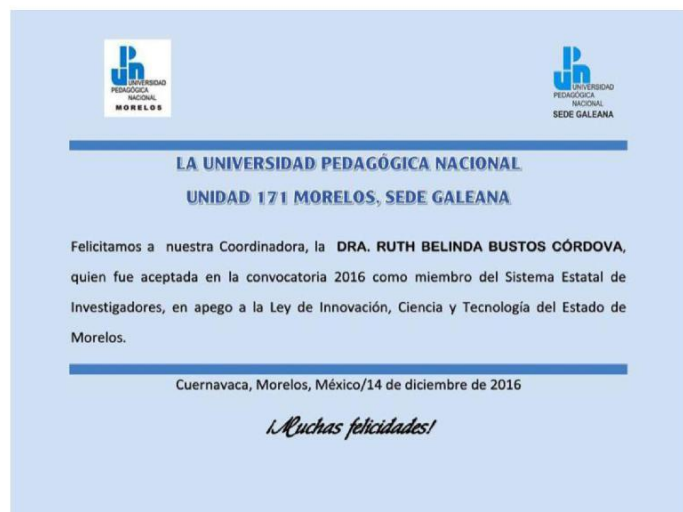 UNIVERSIDAD
PEDAGÓGICA
NACIONAL
MORELOS
UNIVERSIDAD
PEDAGÓGICA
NACIONAL
SEDE GALEANA
LA UNIVERSIDAD PEDAGÓGICA NACIONAL
UNIDAD 171 MORELOS, SEDE GALEANA
Felicitamos a nuestra Coordinadora, la DRA. RUTH BELINDA BUSTOS CÓRDOVA,
quien fue aceptada en la convocatoria 2016 como miembro del Sistema Estatal de
Investigadores, en apego a la Ley de Innovación, Ciencia y Tecnología del Estado de
Morelos.
Cuernavaca, Morelos, México/14 de diciembre de 2016
¡Muchas felicidades!